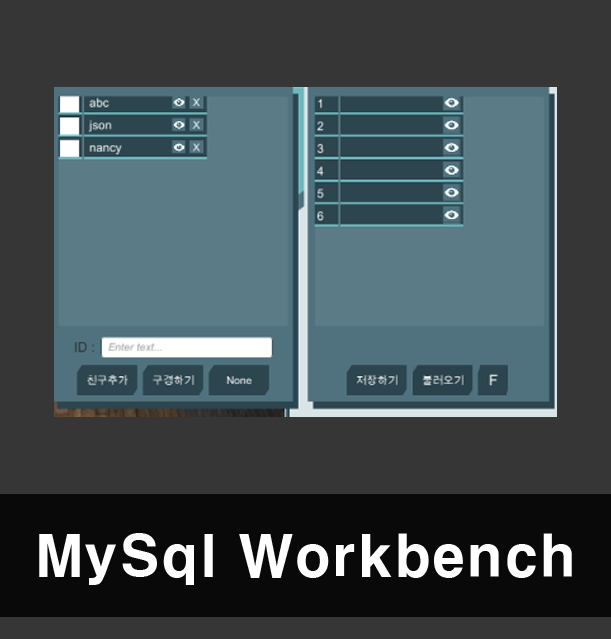 abc X
json X
nancy X
ID : Enter text...
친구추가 구경하기 None
1
2
3
4
5
6
저장하기 불러오기 F
MySql Workbench